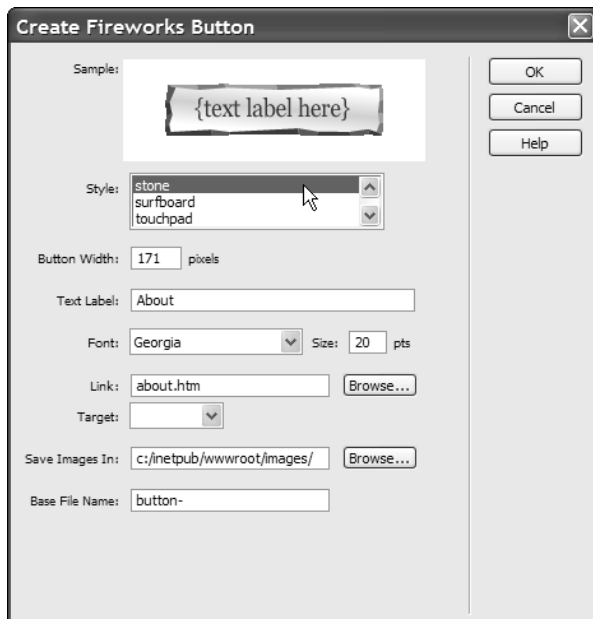 Create Fireworks Button
Sample:
{text label here}
OK
Cancel
Help
Style:
stone
surfboard
touchpad
Button Width: 171 pixels
Text Label: About
Font: Georgia Size: 20 pts
Link: about.htm Browse...
Target:
Save Images In: c:/inetpub/wwwroot/images/ Browse...
Base File Name: button-